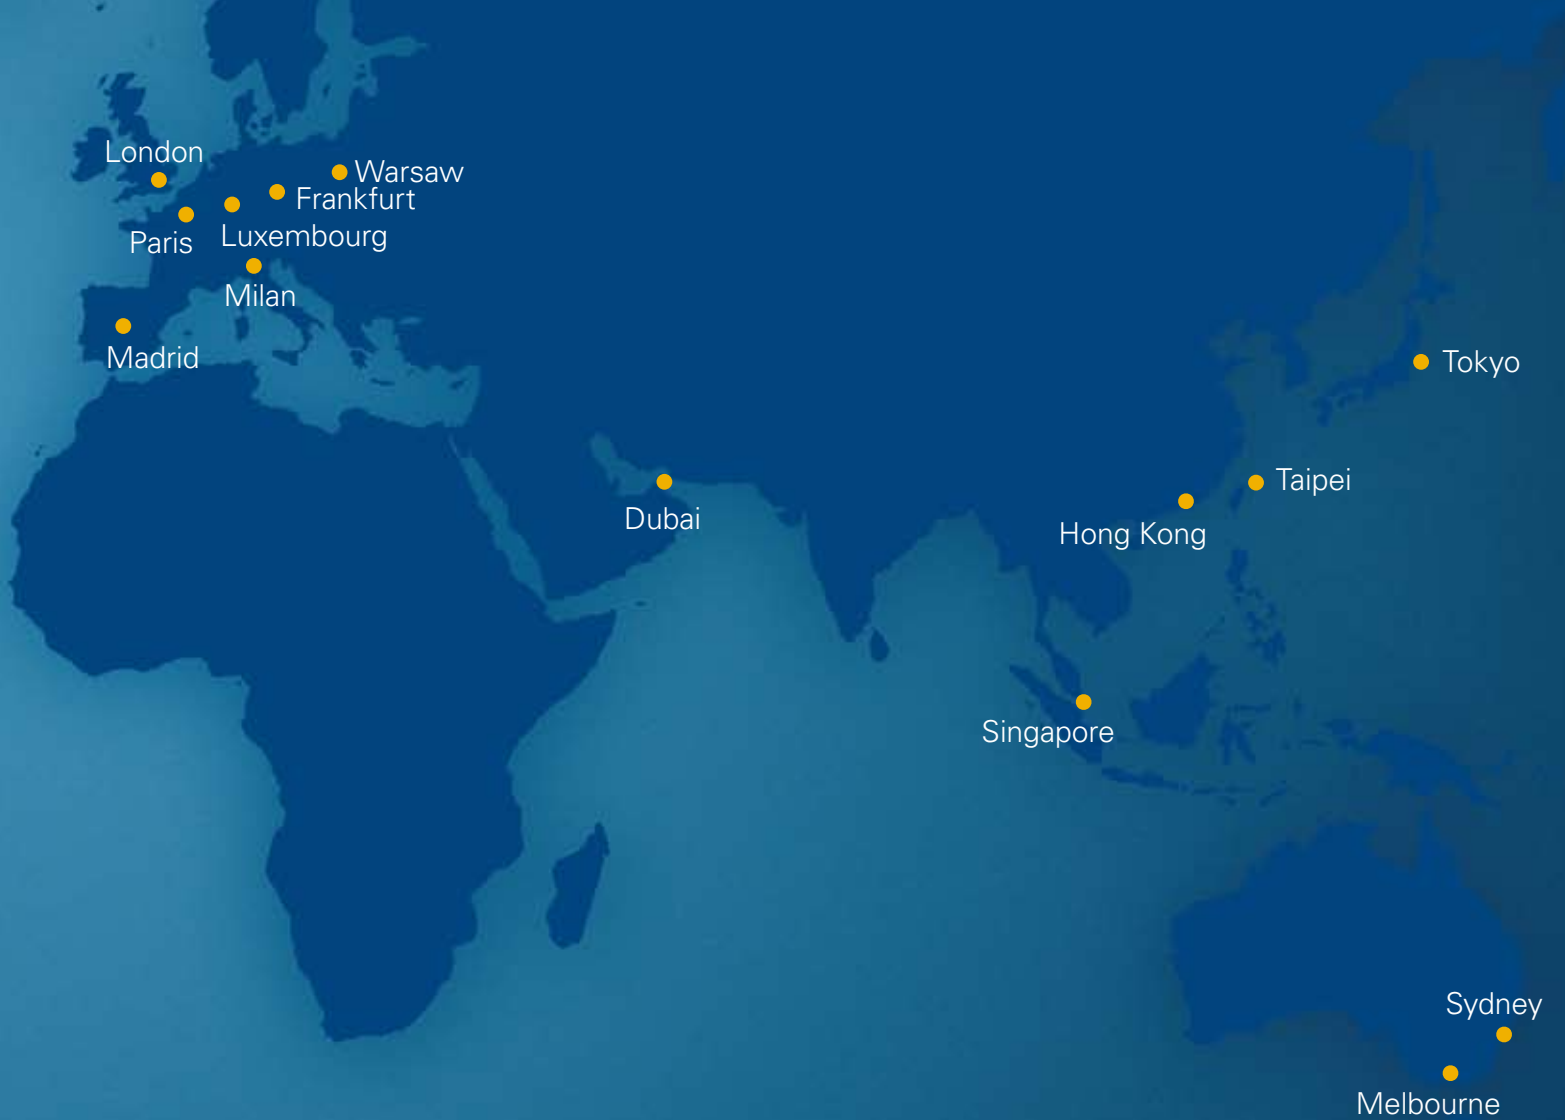 London
Warsaw
Frankfurt
Paris
Luxembourg
Milan
Madrid
Tokyo
Taipei
Dubai
Hong Kong
Singapore
Sydney
Melbourne